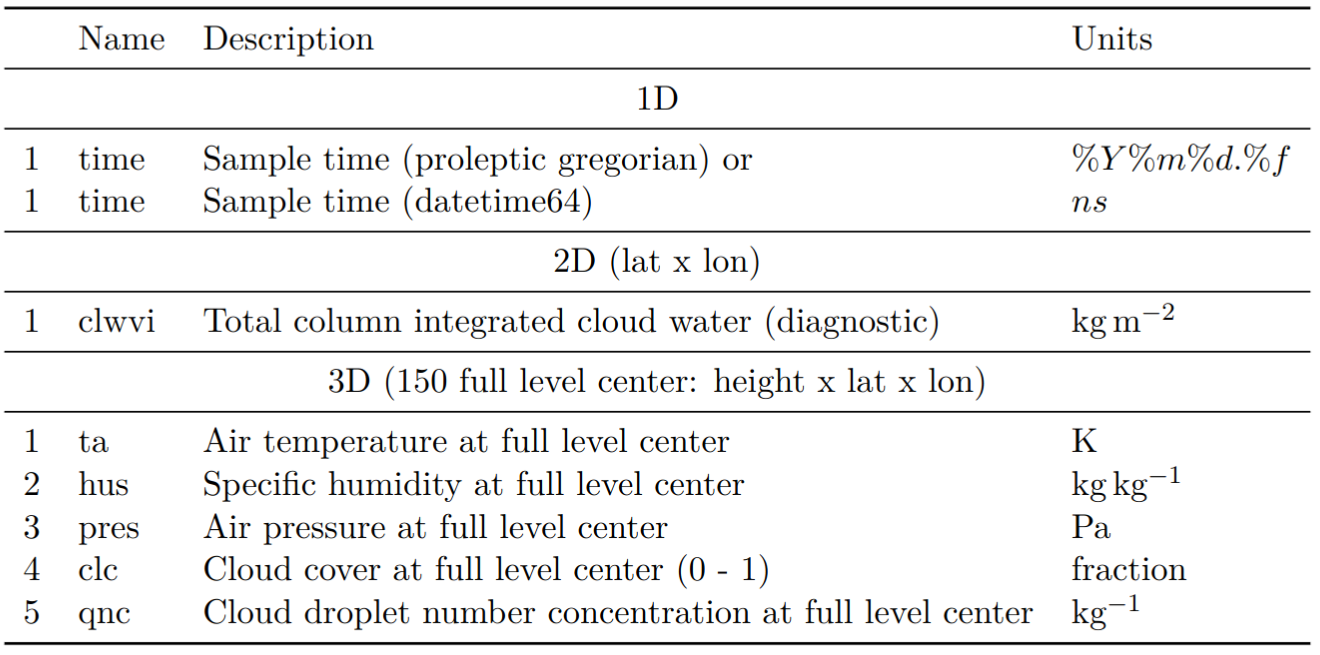 Name Description Units
1D
1 time Sample time (proleptic gregorian) or %Y%m%d.%f
1 time Sample time (datetime64) ns
2D (lat x lon)
1 clwvi Total column integrated cloud water (diagnostic) kg m⁻²
3D (150 full level center: height x lat x lon)
1 ta Air temperature at full level center K
2 hus Specific humidity at full level center kg kg⁻¹
3 pres Air pressure at full level center Pa
4 clc Cloud cover at full level center (0 - 1) fraction
5 qnc Cloud droplet number concentration at full level center kg⁻¹